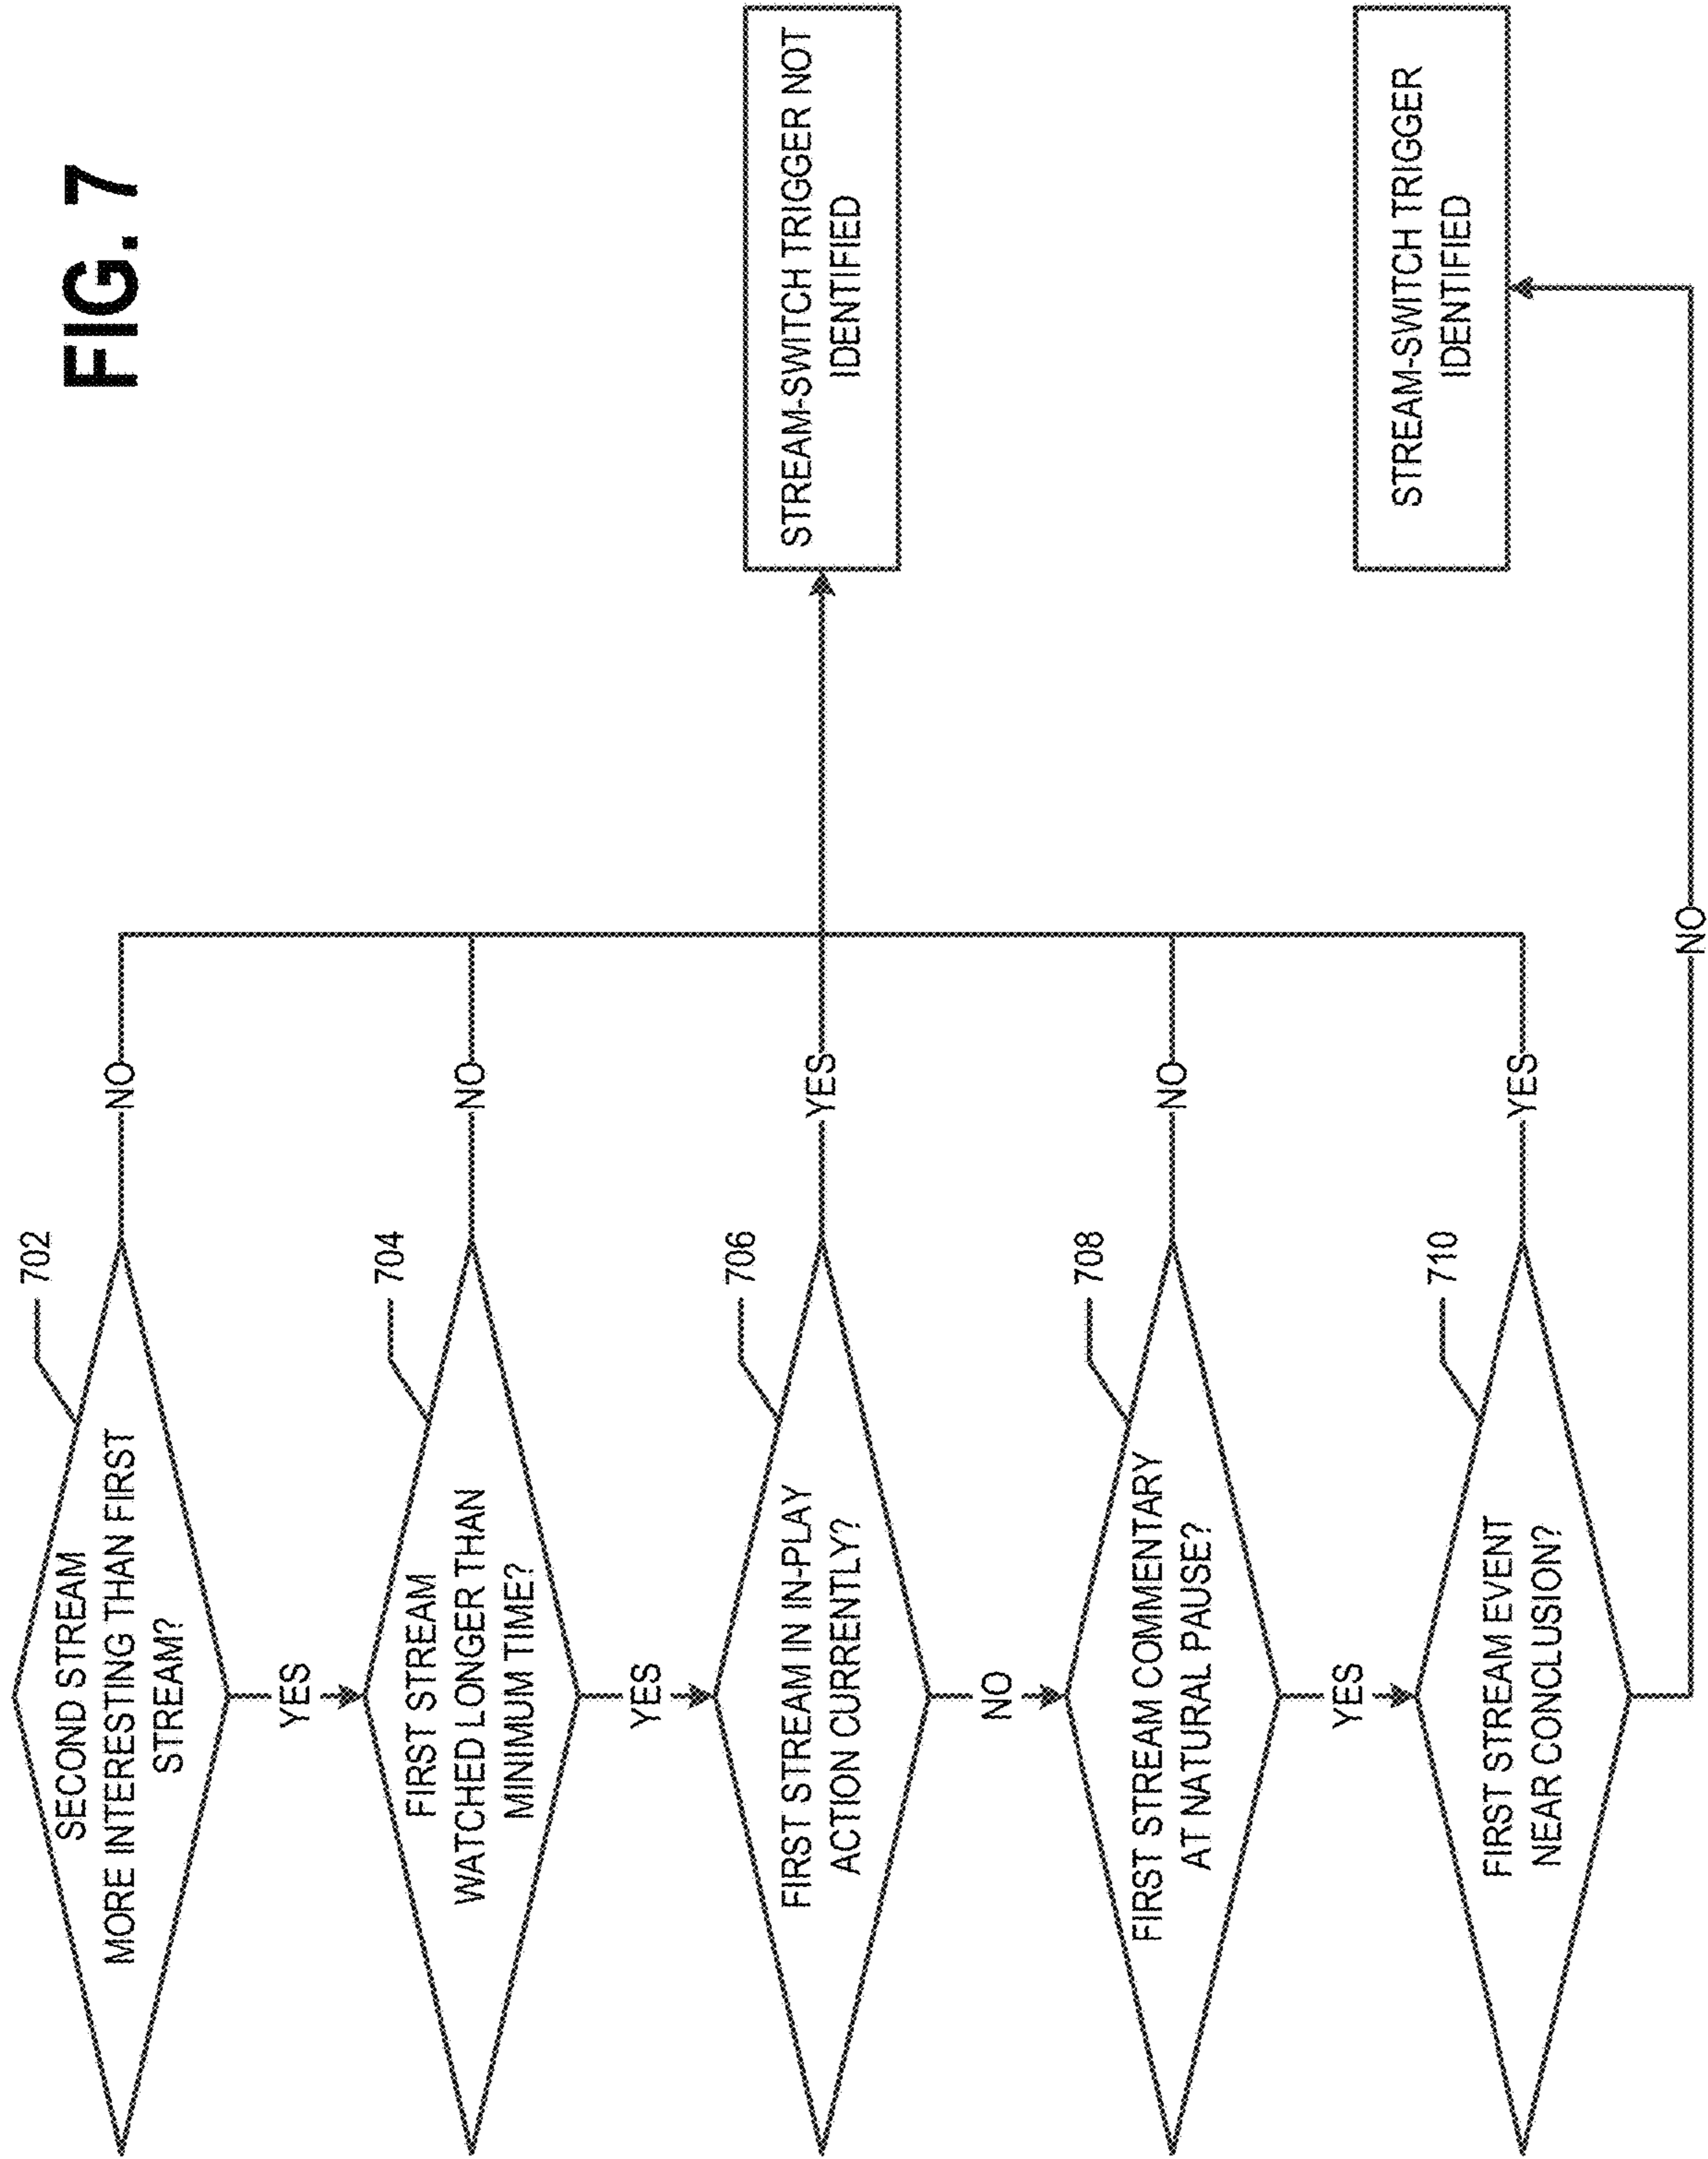 FIG. 7
702
SECOND STREAM
MORE INTERESTING THAN FIRST
STREAM?
NO
YES
704
FIRST STREAM
WATCHED LONGER THAN
MINIMUM TIME?
NO
YES
706
FIRST STREAM IN IN-PLAY
ACTION CURRENTLY?
YES
STREAM-SWITCH TRIGGER NOT
IDENTIFIED
NO
708
FIRST STREAM COMMENTARY
AT NATURAL PAUSE?
NO
YES
710
FIRST STREAM EVENT
NEAR CONCLUSION?
YES
STREAM-SWITCH TRIGGER
IDENTIFIED
NO